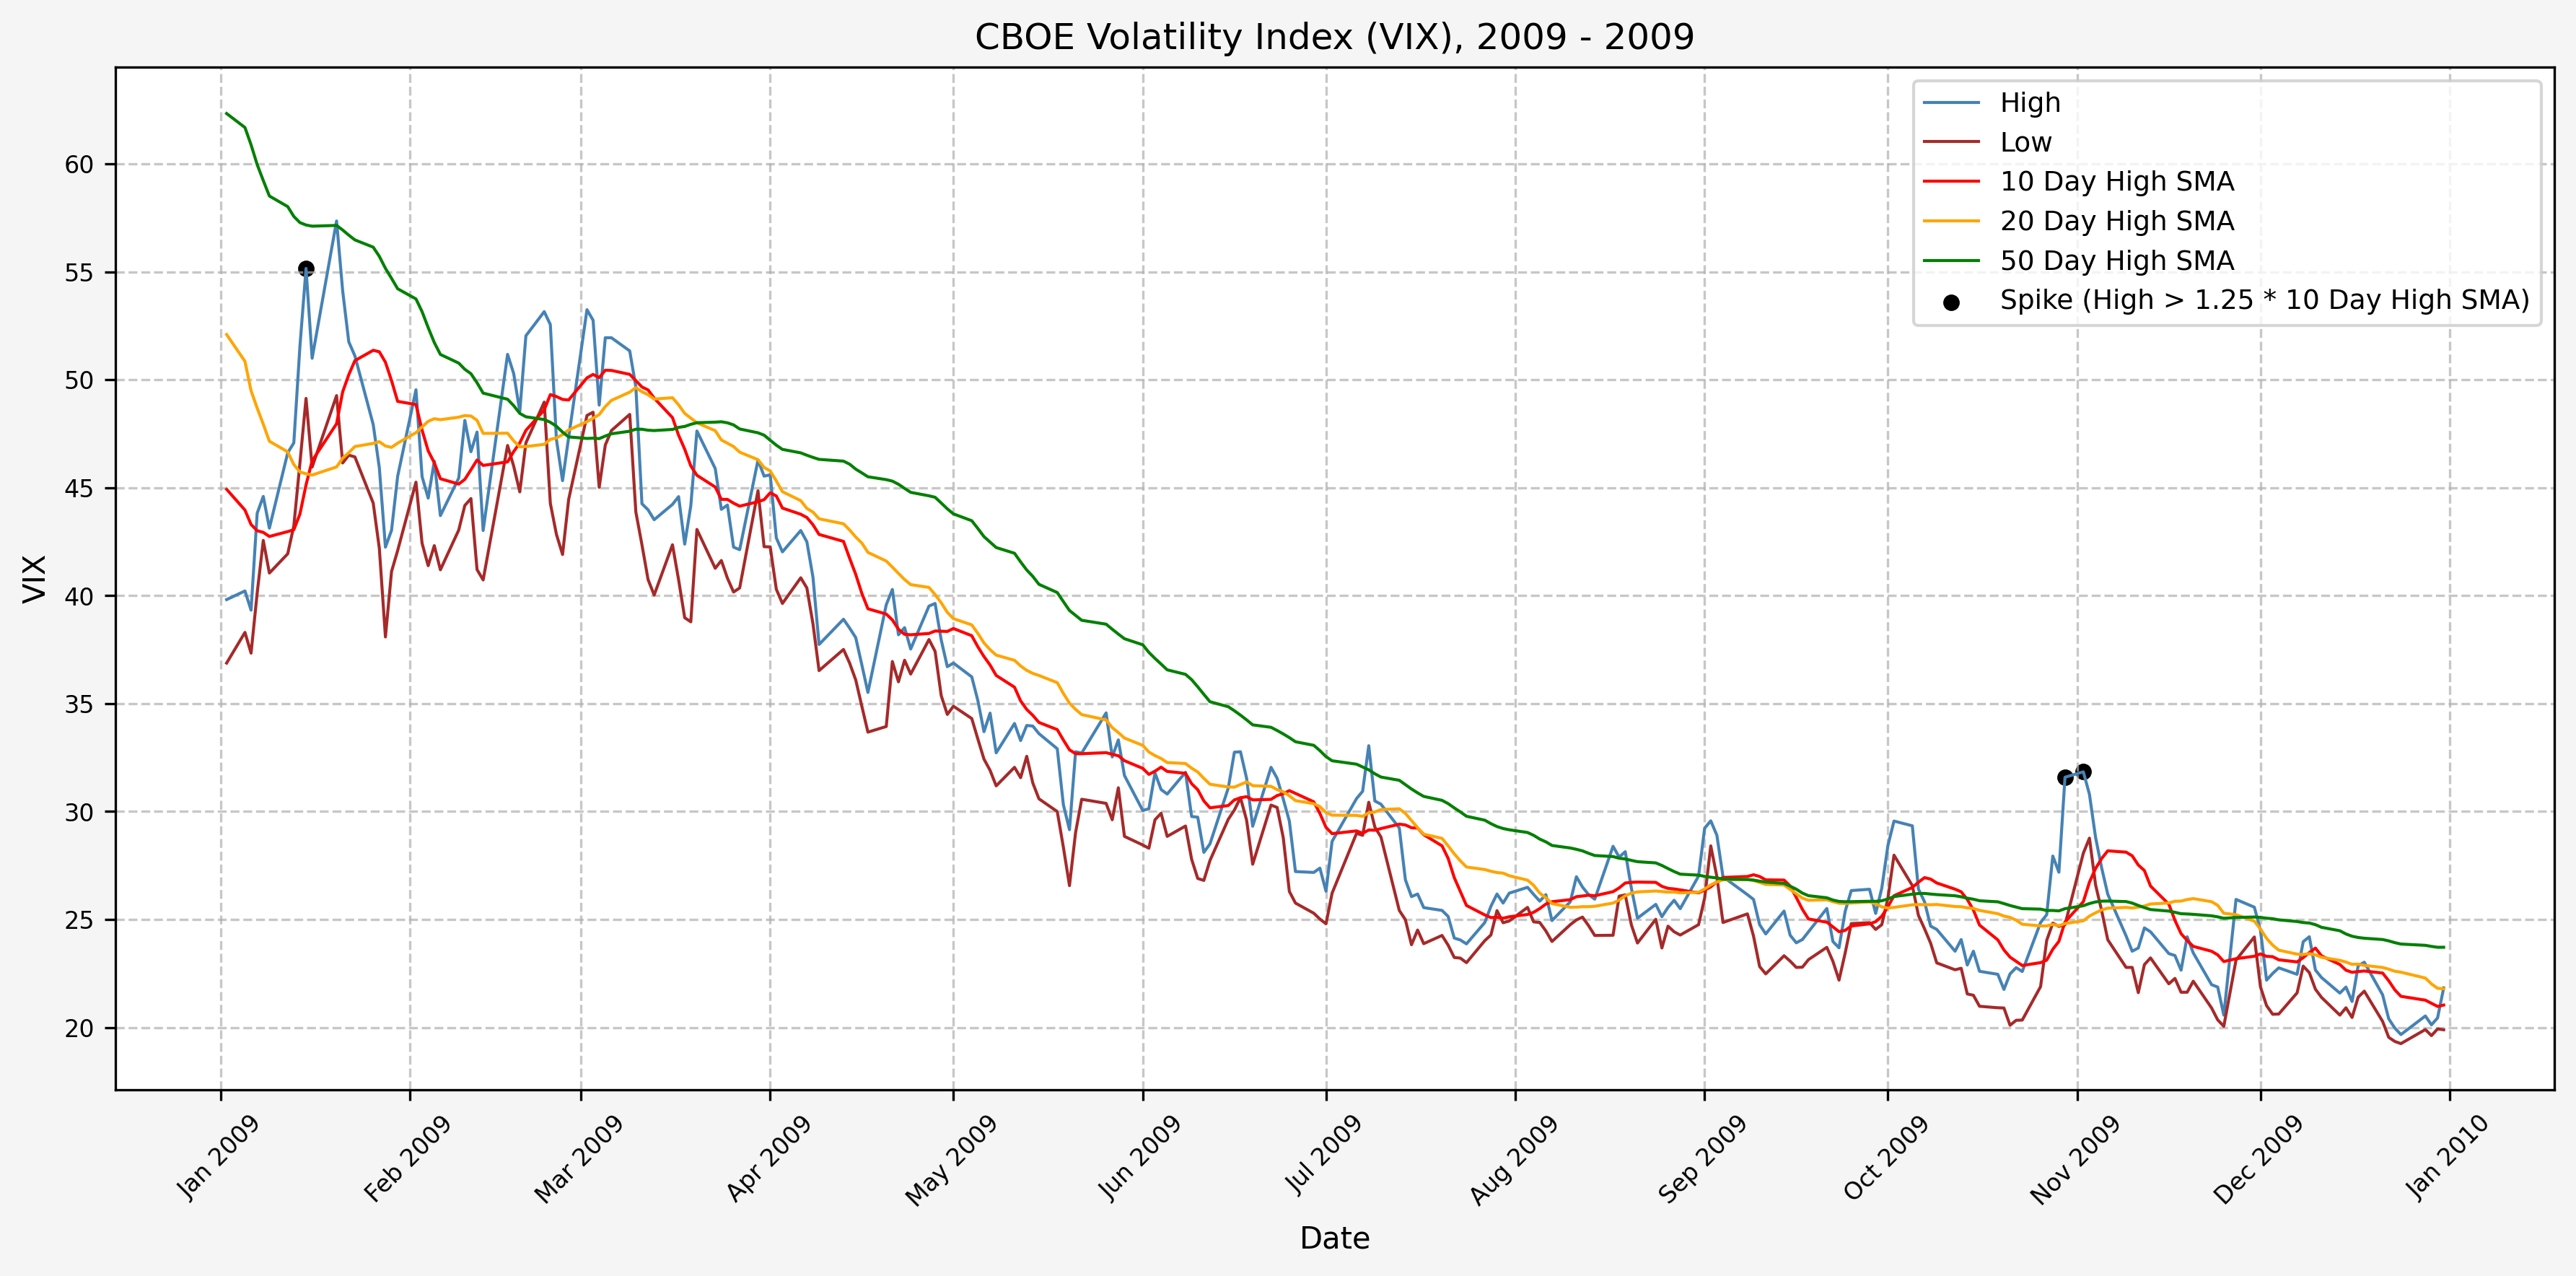 CBOE Volatility Index (VIX), 2009 - 2009
High
Low
10 Day High SMA
20 Day High SMA
50 Day High SMA
Spike (High > 1.25 * 10 Day High SMA)
VIX
60
55
50
45
40
35
30
25
20
Jan 2009
Feb 2009
Mar 2009
Apr 2009
May 2009
Jun 2009
Jul 2009
Aug 2009
Sep 2009
Oct 2009
Nov 2009
Dec 2009
Jan 2010
Date